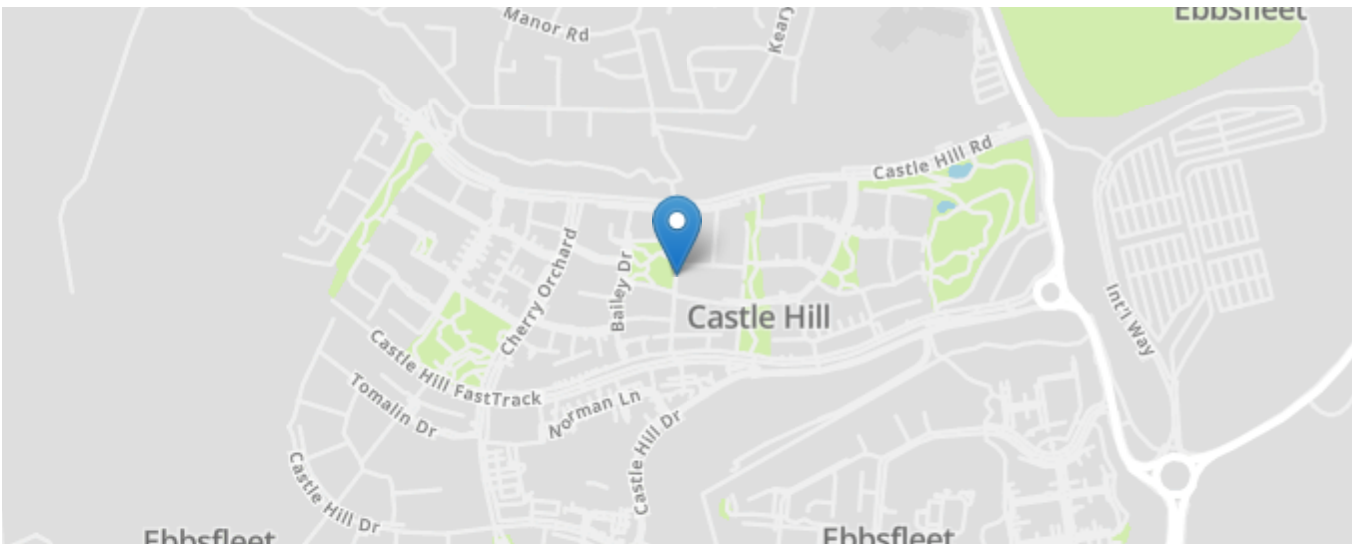 Ebbsfleet
Manor Rd
Keary
Castle Hill Rd
Cherry Orchard
Bailey Dr
Castle Hill
Int'l Way
Castle Hill FastTrack
Tomalin Dr
Norman Ln
Castle Hill Dr
Castle Hill Dr
Ebbsfleet
Ebbsfleet